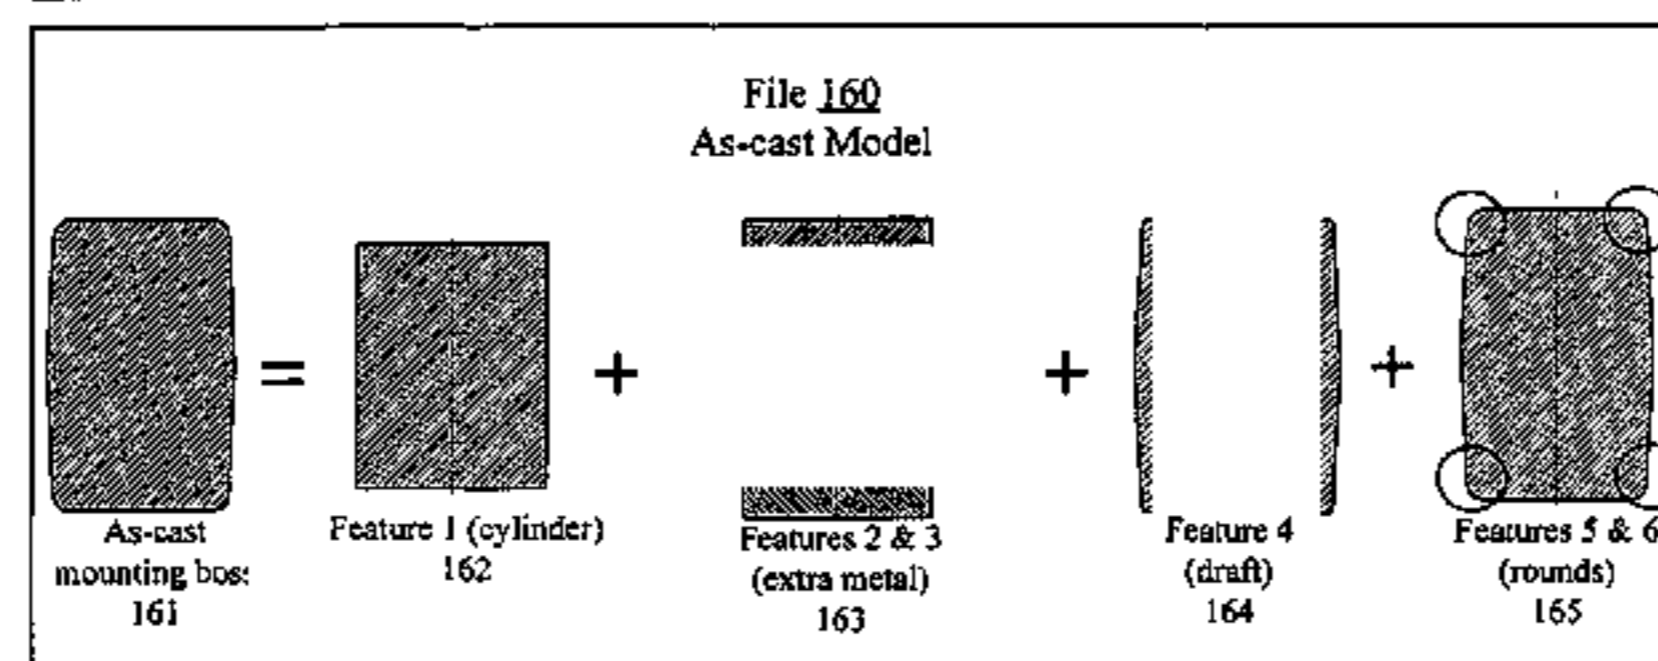 File 160
As-cast Model
=
+
+
+
As-cast
mounting boss
161
Feature 1 (cylinder)
162
Features 2 & 3
(extra metal)
163
Feature 4
(draft)
164
Features 5 & 6
(rounds)
165